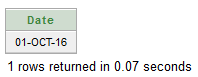 Date
01-OCT-16
1 rows returned in 0.07 seconds